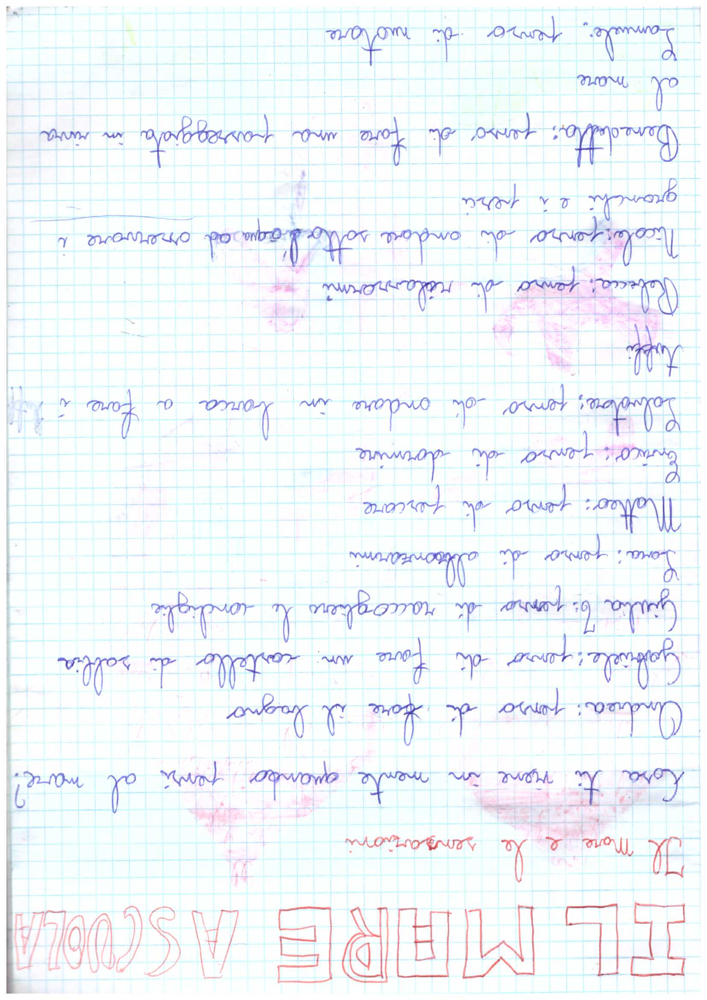 IL MARE A SCUOLA
Il Mare e le sensazioni
Cosa ti viene in mente quando pensi al mare?
Andrea: penso di fare il bagno
Gabriele: penso di fare un castello di sabbia
Giulia B: penso di raccogliere le conchiglie
Sara: penso di abbronzarmi
Matteo: penso di pescare
Enrico: penso di dormire
Salvatore: penso di andare in barca a fare i
tuffi
Rebecca: penso di rilassarmi
Nicole: penso di andare sotto l'aqua ad osservare i
granchi e i pesci
Benedetta: penso di fare una passeggiata in riva
al mare
Samuele: penso di nuotare